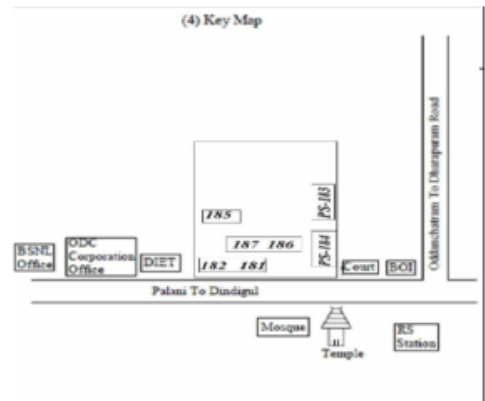 (4) Key Map
Oddanchatram To Dharapuram Road
PS-183
185
PS-184
187 186
182 181
BSNL
Office
ODC
Corporation
Office
DIET
Court
BOI
Palani To Dindigul
Mosque
Temple
RS
Station